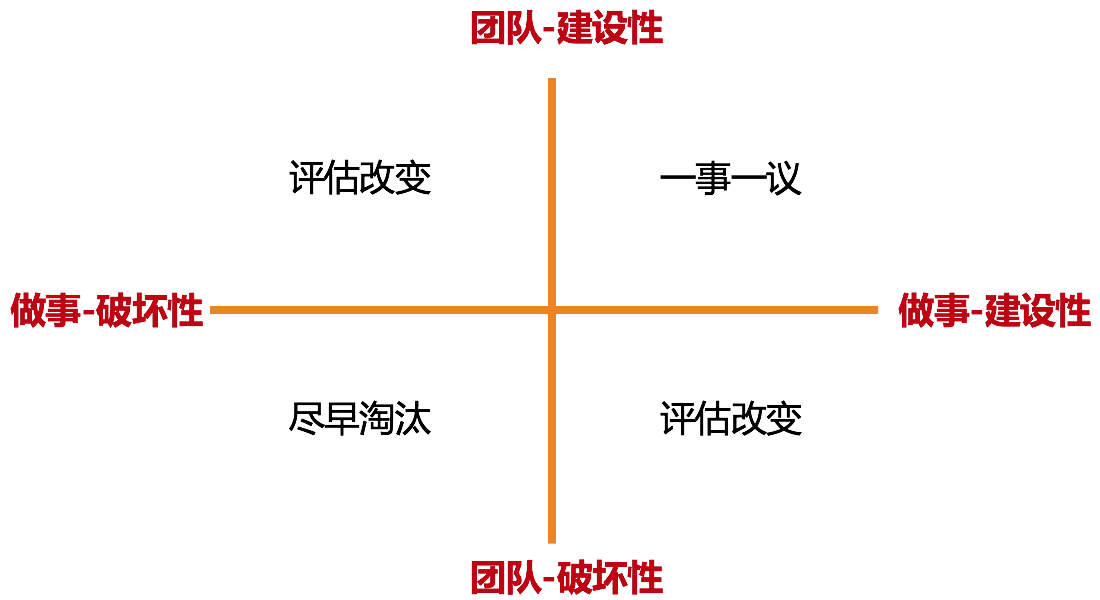 团队-建设性
评估改变
一事一议
做事-破坏性
做事-建设性
尽早淘汰
评估改变
团队-破坏性